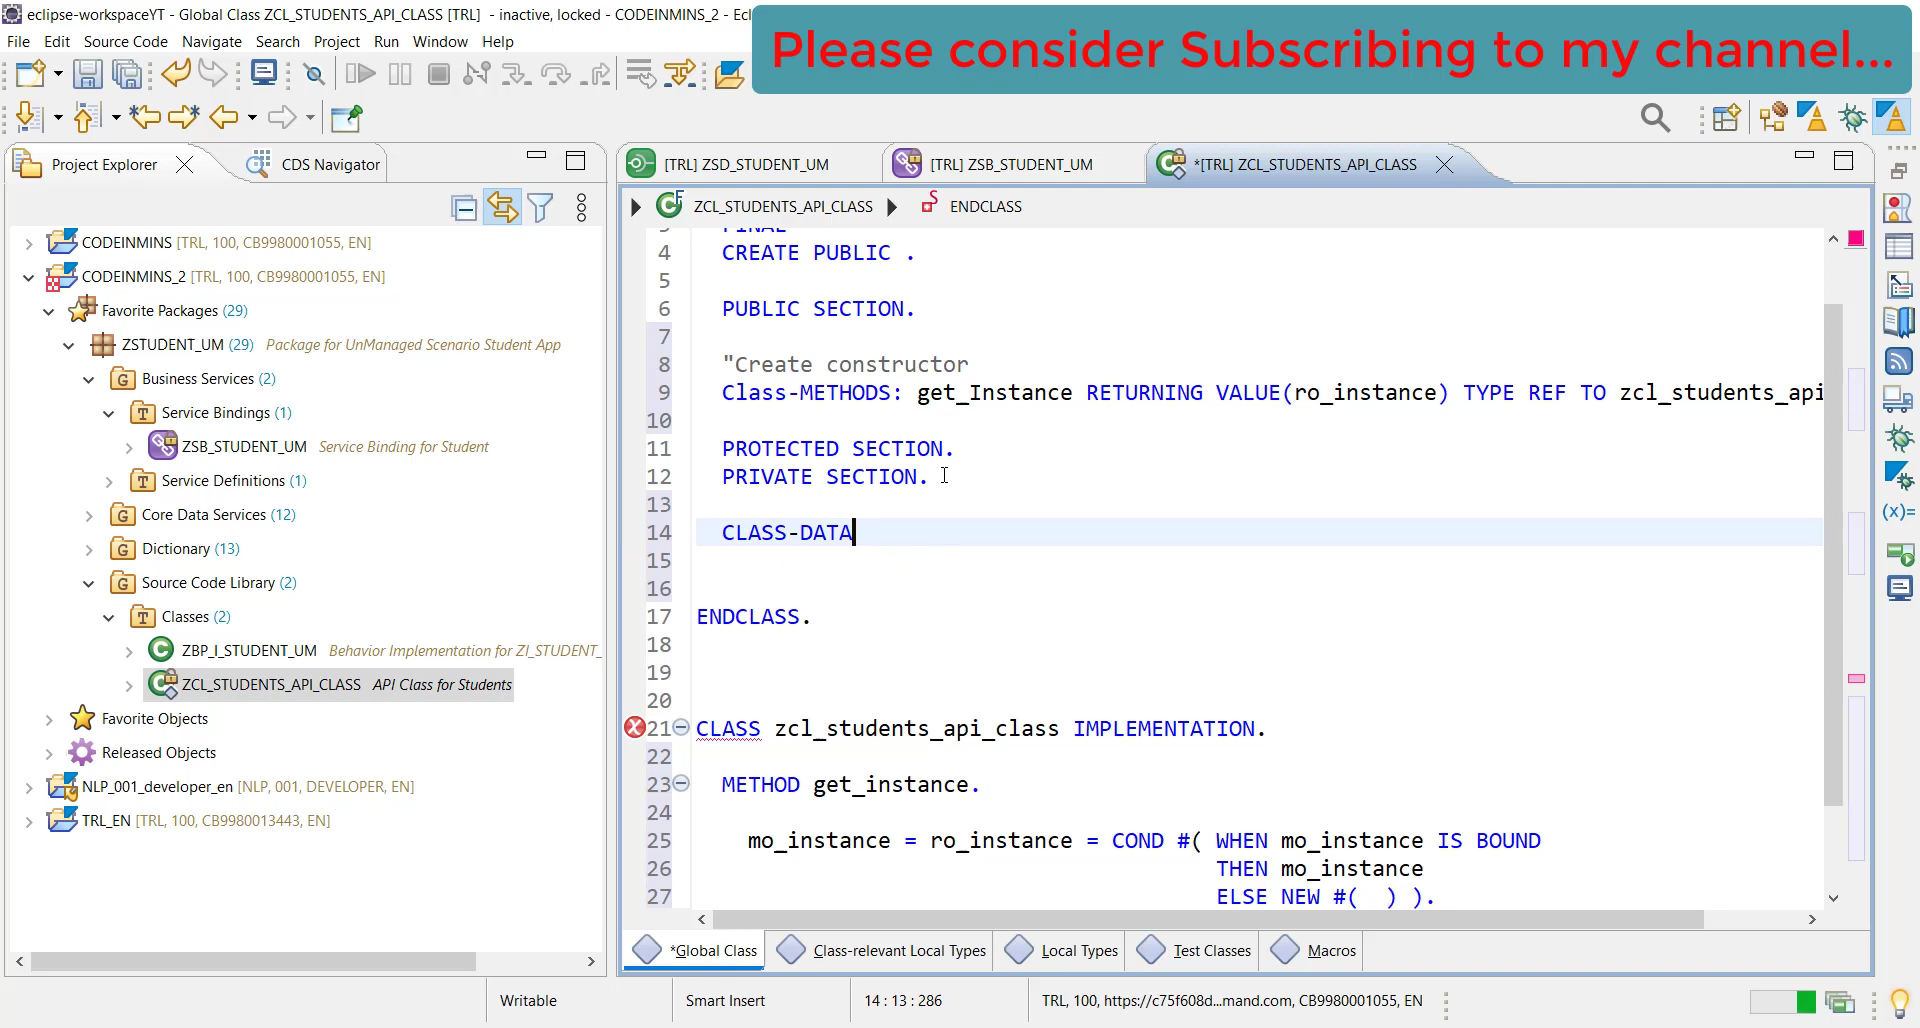 eclipse-workspaceYT - Global Class ZCL_STUDENTS_API_CLASS [TRL] - inactive, locked - CODEINMINS_2 - Ecl
Please consider Subscribing to my channel...
File Edit Source Code Navigate Search Project Run Window Help
Project Explorer CDS Navigator
[TRL] ZSD_STUDENT_UM [TRL] ZSB_STUDENT_UM *[TRL] ZCL_STUDENTS_API_CLASS
ZCL_STUDENTS_API_CLASS ENDCLASS
CODEINMINS [TRL, 100, CB9980001055, EN]
CODEINMINS_2 [TRL, 100, CB9980001055, EN]
Favorite Packages (29)
ZSTUDENT_UM (29) Package for UnManaged Scenario Student App
Business Services (2)
Service Bindings (1)
ZSB_STUDENT_UM Service Binding for Student
Service Definitions (1)
Core Data Services (12)
Dictionary (13)
Source Code Library (2)
Classes (2)
ZBP_I_STUDENT_UM Behavior Implementation for ZI_STUDENT_
ZCL_STUDENTS_API_CLASS API Class for Students
Favorite Objects
Released Objects
NLP_001_developer_en [NLP, 001, DEVELOPER, EN]
TRL_EN [TRL, 100, CB9980013443, EN]
3 FINAL
4 CREATE PUBLIC .
5
6 PUBLIC SECTION.
7
8 "Create constructor
9 Class-METHODS: get_Instance RETURNING VALUE(ro_instance) TYPE REF TO zcl_students_api
10
11 PROTECTED SECTION.
12 PRIVATE SECTION.
13
14 CLASS-DATA
15
16
17 ENDCLASS.
18
19
20
21 CLASS zcl_students_api_class IMPLEMENTATION.
22
23 METHOD get_instance.
24
25 mo_instance = ro_instance = COND #( WHEN mo_instance IS BOUND
26 THEN mo_instance
27 ELSE NEW #( ) ).
*Global Class Class-relevant Local Types Local Types Test Classes Macros
Writable Smart Insert 14 : 13 : 286 TRL, 100, https://c75f608d...mand.com, CB9980001055, EN
(x)=